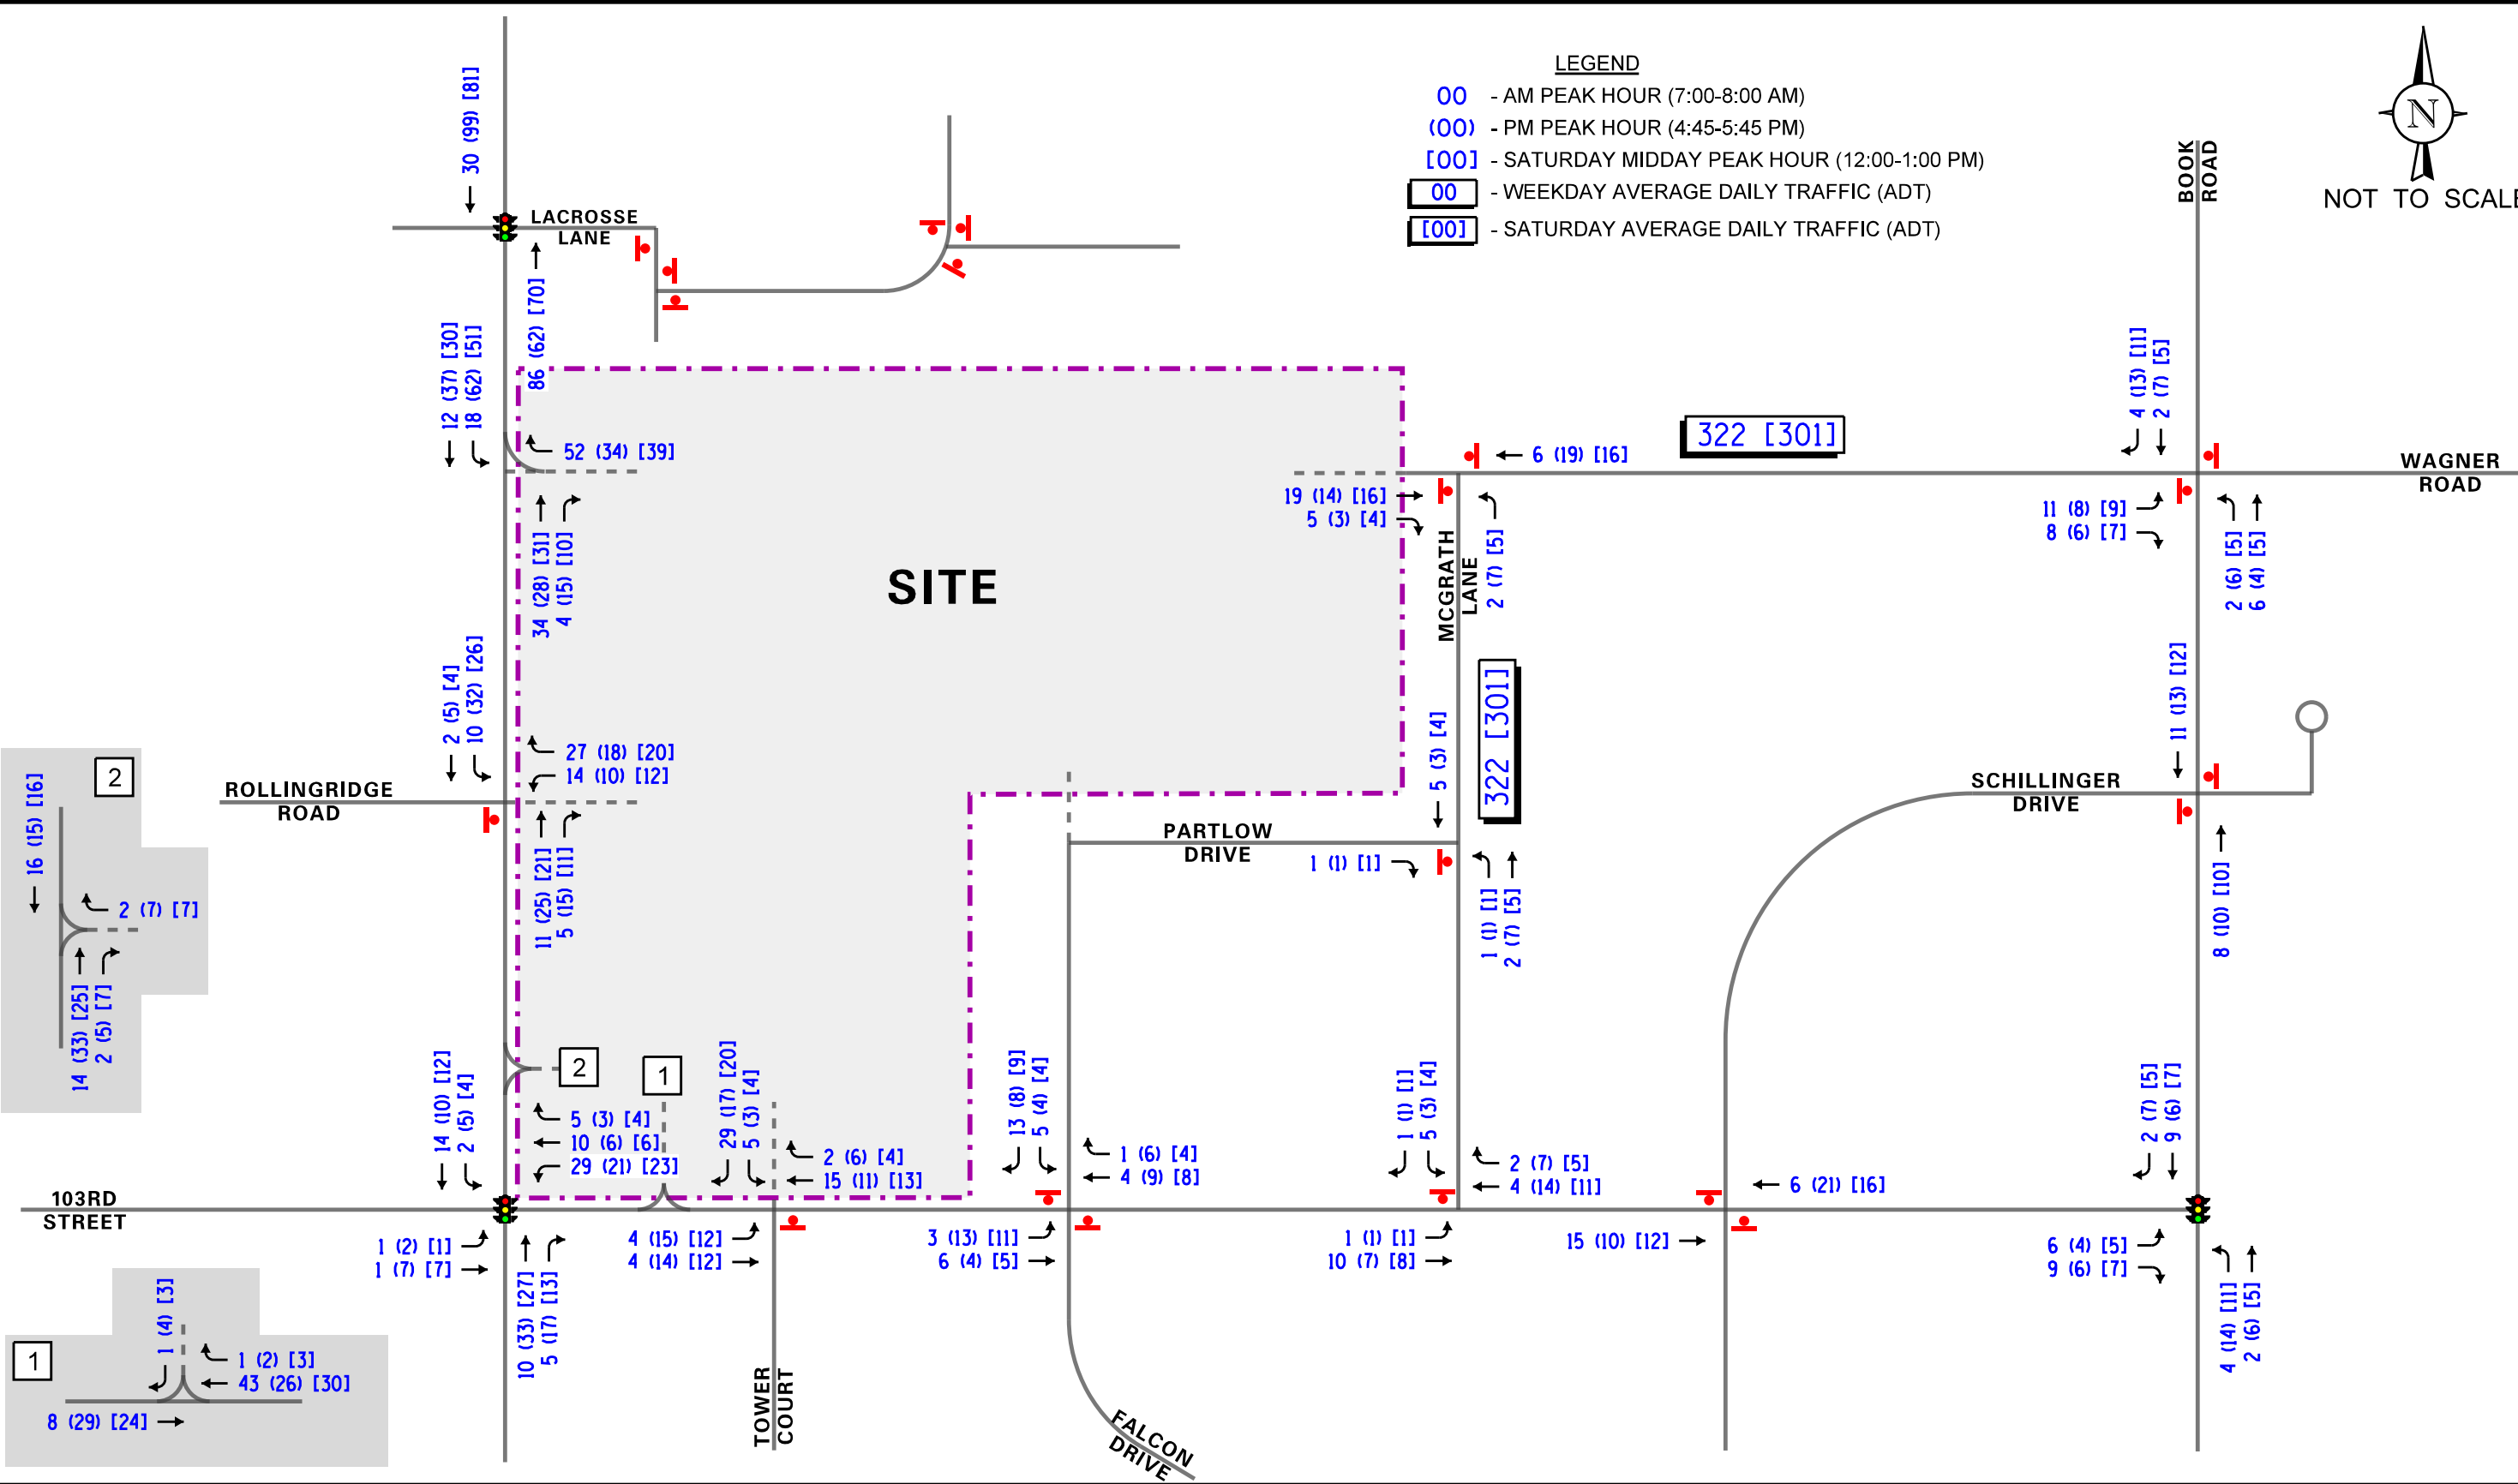 LEGEND
00 - AM PEAK HOUR (7:00-8:00 AM)
(00) - PM PEAK HOUR (4:45-5:45 PM)
[00] - SATURDAY MIDDAY PEAK HOUR (12:00-1:00 PM)
00 - WEEKDAY AVERAGE DAILY TRAFFIC (ADT)
[00] - SATURDAY AVERAGE DAILY TRAFFIC (ADT)
N
NOT TO SCALE
BOOK
ROAD
30 (99) [81]
LACROSSE
LANE
86 (62) [70]
12 (37) [30]
18 (62) [51]
52 (34) [39]
34 (28) [31]
4 (15) [10]
SITE
322 [301]
6 (19) [16]
19 (14) [16]
5 (3) [4]
2 (7) [5]
MCGRATH
LANE
4 (13) [11]
2 (7) [5]
WAGNER
ROAD
11 (8) [9]
8 (6) [7]
2 (6) [5]
6 (4) [5]
2 (5) [4]
10 (32) [26]
27 (18) [20]
14 (10) [12]
ROLLINGRIDGE
ROAD
11 (25) [21]
5 (15) [11]
322 [301]
5 (3) [4]
PARTLOW
DRIVE
1 (1) [1]
1 (1) [1]
2 (7) [5]
11 (13) [12]
SCHILLINGER
DRIVE
8 (10) [10]
2
16 (15) [16]
2 (7) [7]
14 (33) [25]
2 (5) [7]
2
1
14 (10) [12]
2 (5) [4]
5 (3) [4]
10 (6) [6]
29 (21) [23]
29 (17) [20]
5 (3) [4]
2 (6) [4]
15 (11) [13]
13 (8) [9]
5 (4) [4]
1 (6) [4]
4 (9) [8]
1 (1) [1]
5 (3) [4]
2 (7) [5]
4 (14) [11]
6 (21) [16]
2 (7) [5]
9 (6) [7]
103RD
STREET
1 (2) [1]
1 (7) [7]
10 (33) [27]
5 (17) [13]
4 (15) [12]
4 (14) [12]
3 (13) [11]
6 (4) [5]
1 (1) [1]
10 (7) [8]
15 (10) [12]
6 (4) [5]
9 (6) [7]
4 (14) [11]
2 (6) [5]
1
1 (4) [3]
1 (2) [3]
43 (26) [30]
8 (29) [24]
TOWER
COURT
FALCON
DRIVE